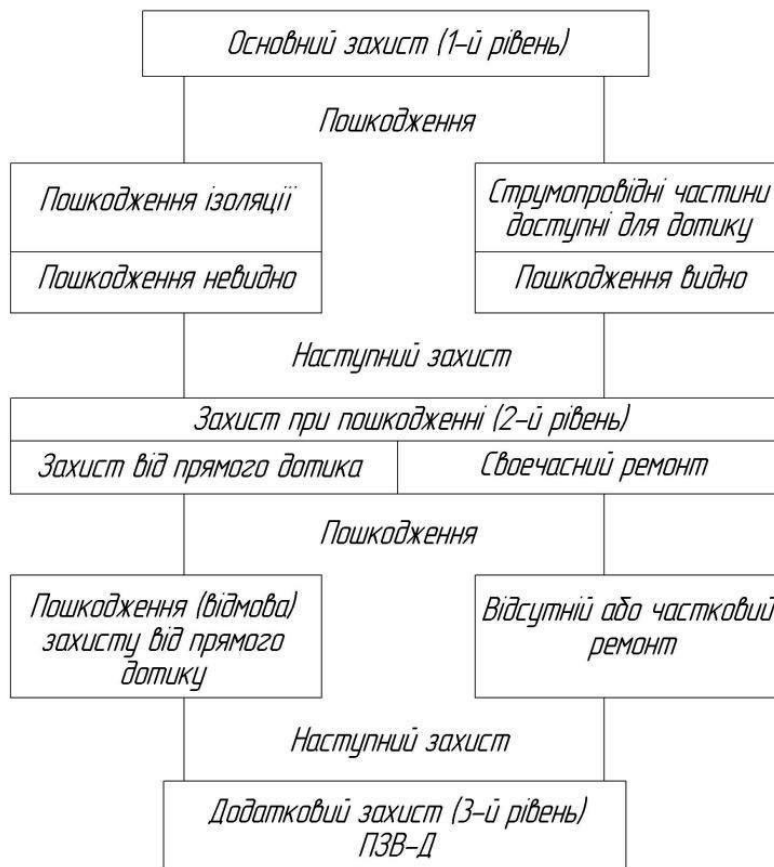 Основний захист (1-й рівень)
Пошкодження
Пошкодження ізоляції
Струмопровідні частини
доступні для дотику
Пошкодження невидно
Пошкодження видно
Наступний захист
Захист при пошкодженні (2-й рівень)
Захист від прямого дотика
Своечасний ремонт
Пошкодження
Пошкодження (відмова)
захисту від прямого
дотику
Відсутній або частковий
ремонт
Наступний захист
Додатковий захист (3-й рівень)
ПЗВ-Д